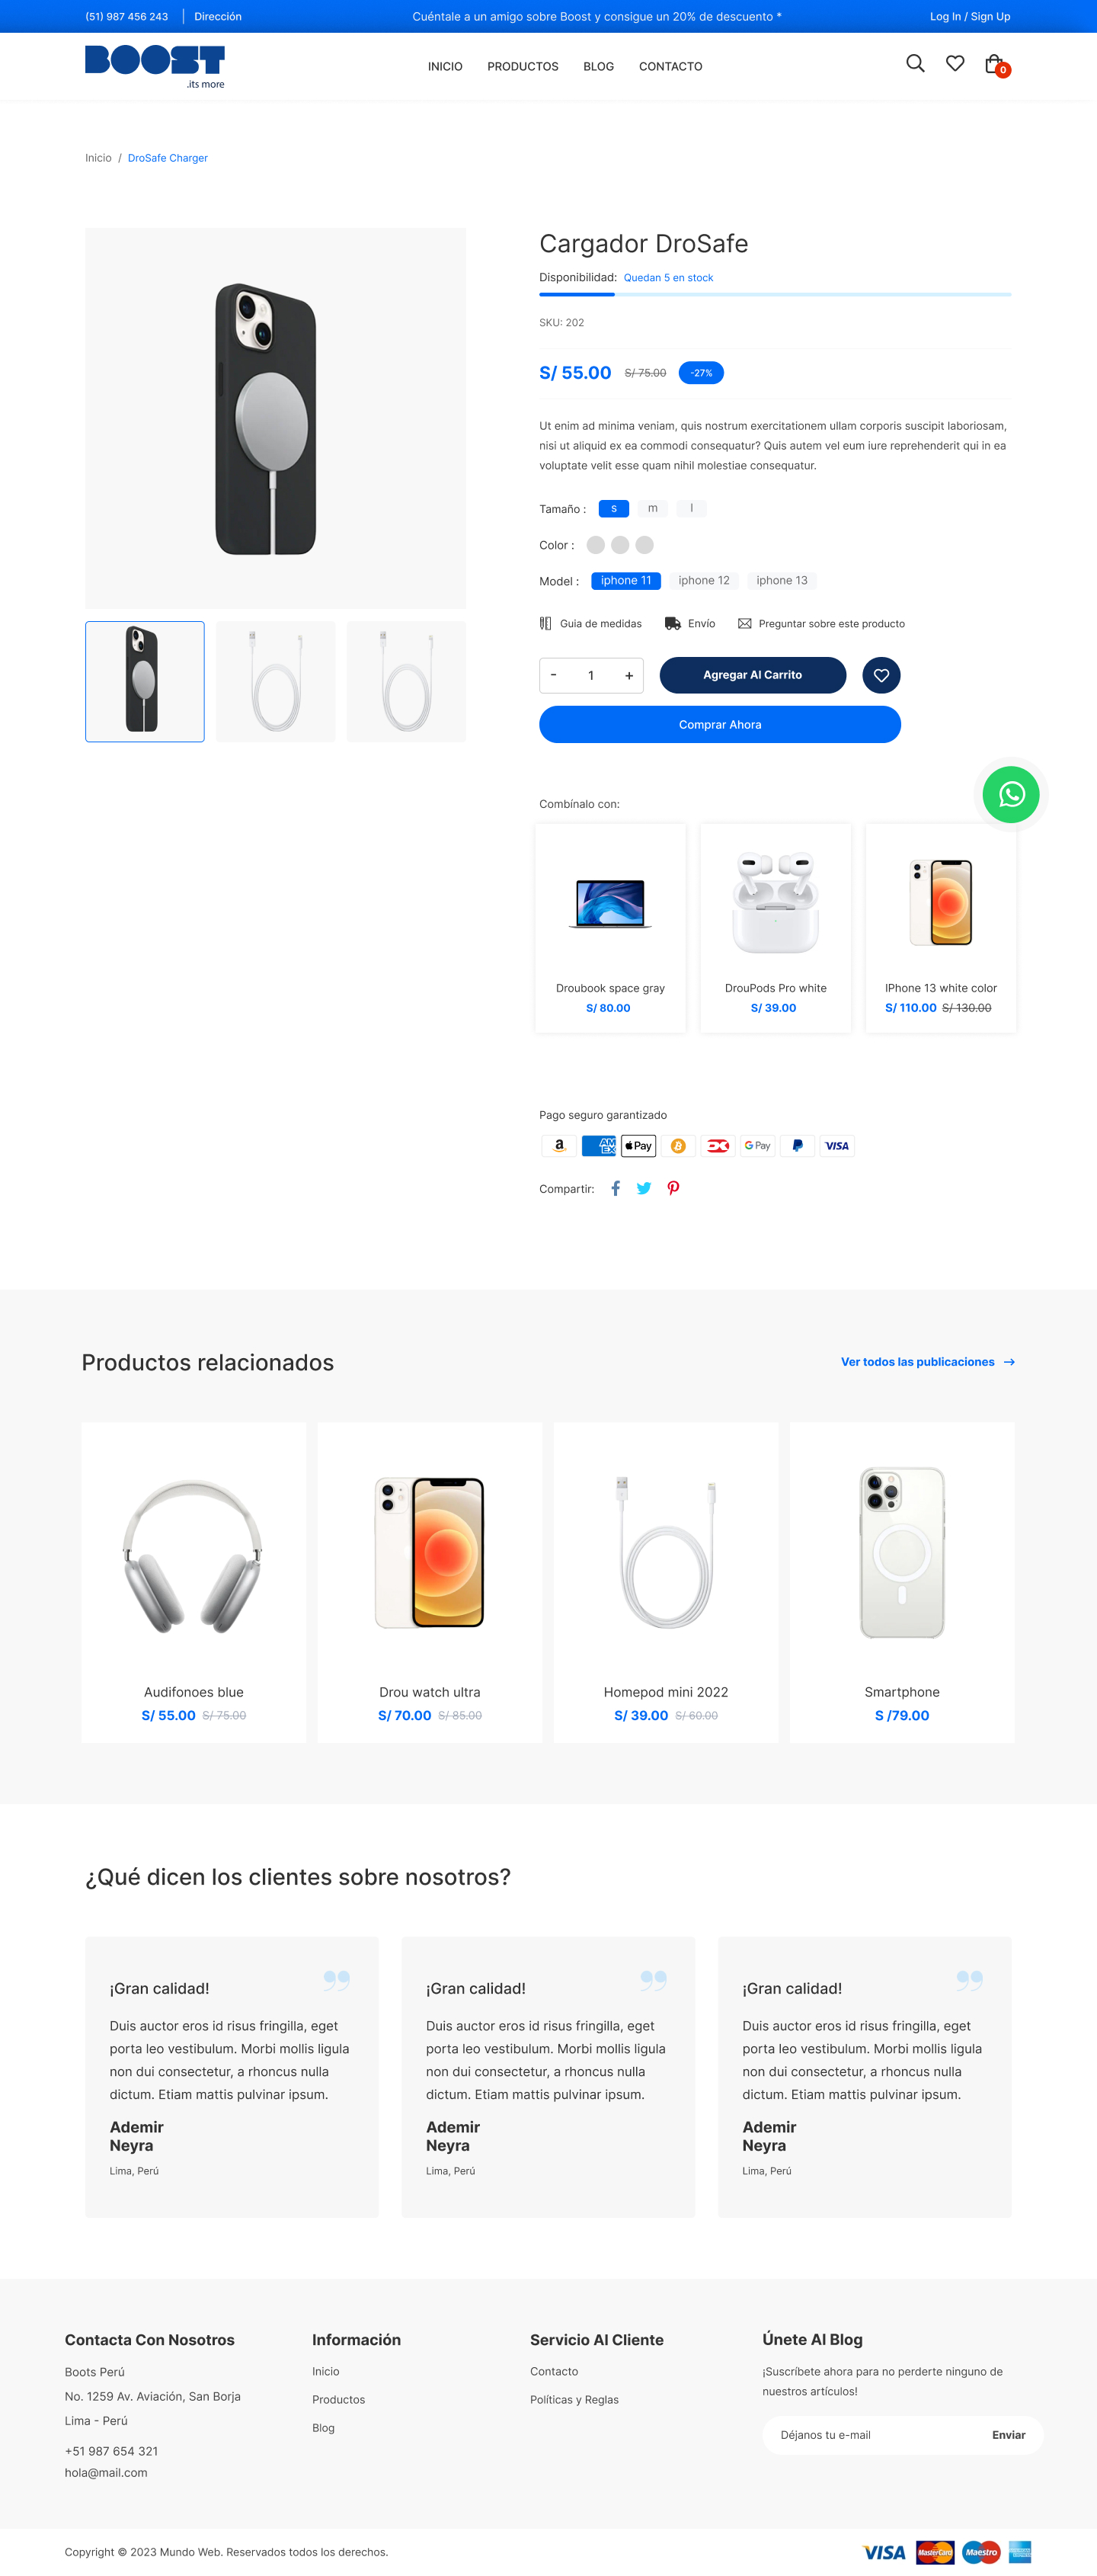 (51) 987 456 243
Dirección
Cuéntale a un amigo sobre Boost y consigue un 20% de descuento *
Log In / Sign Up
BOOST
.its more
INICIO
PRODUCTOS
BLOG
CONTACTO
0
Inicio / DroSafe Charger
Cargador DroSafe
Disponibilidad: Quedan 5 en stock
SKU: 202
S/ 55.00 S/ 75.00 -27%
Ut enim ad minima veniam, quis nostrum exercitationem ullam corporis suscipit laboriosam,
nisi ut aliquid ex ea commodi consequatur? Quis autem vel eum iure reprehenderit qui in ea
voluptate velit esse quam nihil molestiae consequatur.
Tamaño : s m l
Color :
Model : iphone 11 iphone 12 iphone 13
Guia de medidas
Envío
Preguntar sobre este producto
- 1 +
Agregar Al Carrito
Comprar Ahora
Combínalo con:
Droubook space gray
S/ 80.00
DrouPods Pro white
S/ 39.00
IPhone 13 white color
S/ 110.00 S/ 130.00
Pago seguro garantizado
a
AMEX
Pay
G Pay
VISA
Compartir:
Productos relacionados
Ver todos las publicaciones →
Audifonoes blue
S/ 55.00 S/ 75.00
Drou watch ultra
S/ 70.00 S/ 85.00
Homepod mini 2022
S/ 39.00 S/ 60.00
Smartphone
S /79.00
¿Qué dicen los clientes sobre nosotros?
¡Gran calidad!
Duis auctor eros id risus fringilla, eget
porta leo vestibulum. Morbi mollis ligula
non dui consectetur, a rhoncus nulla
dictum. Etiam mattis pulvinar ipsum.
Ademir
Neyra
Lima, Perú
¡Gran calidad!
Duis auctor eros id risus fringilla, eget
porta leo vestibulum. Morbi mollis ligula
non dui consectetur, a rhoncus nulla
dictum. Etiam mattis pulvinar ipsum.
Ademir
Neyra
Lima, Perú
¡Gran calidad!
Duis auctor eros id risus fringilla, eget
porta leo vestibulum. Morbi mollis ligula
non dui consectetur, a rhoncus nulla
dictum. Etiam mattis pulvinar ipsum.
Ademir
Neyra
Lima, Perú
Contacta Con Nosotros
Boots Perú
No. 1259 Av. Aviación, San Borja
Lima - Perú
+51 987 654 321
hola@mail.com
Información
Inicio
Productos
Blog
Servicio Al Cliente
Contacto
Políticas y Reglas
Únete Al Blog
¡Suscríbete ahora para no perderte ninguno de
nuestros artículos!
Déjanos tu e-mail
Enviar
Copyright © 2023 Mundo Web. Reservados todos los derechos.
VISA
MasterCard
Maestro